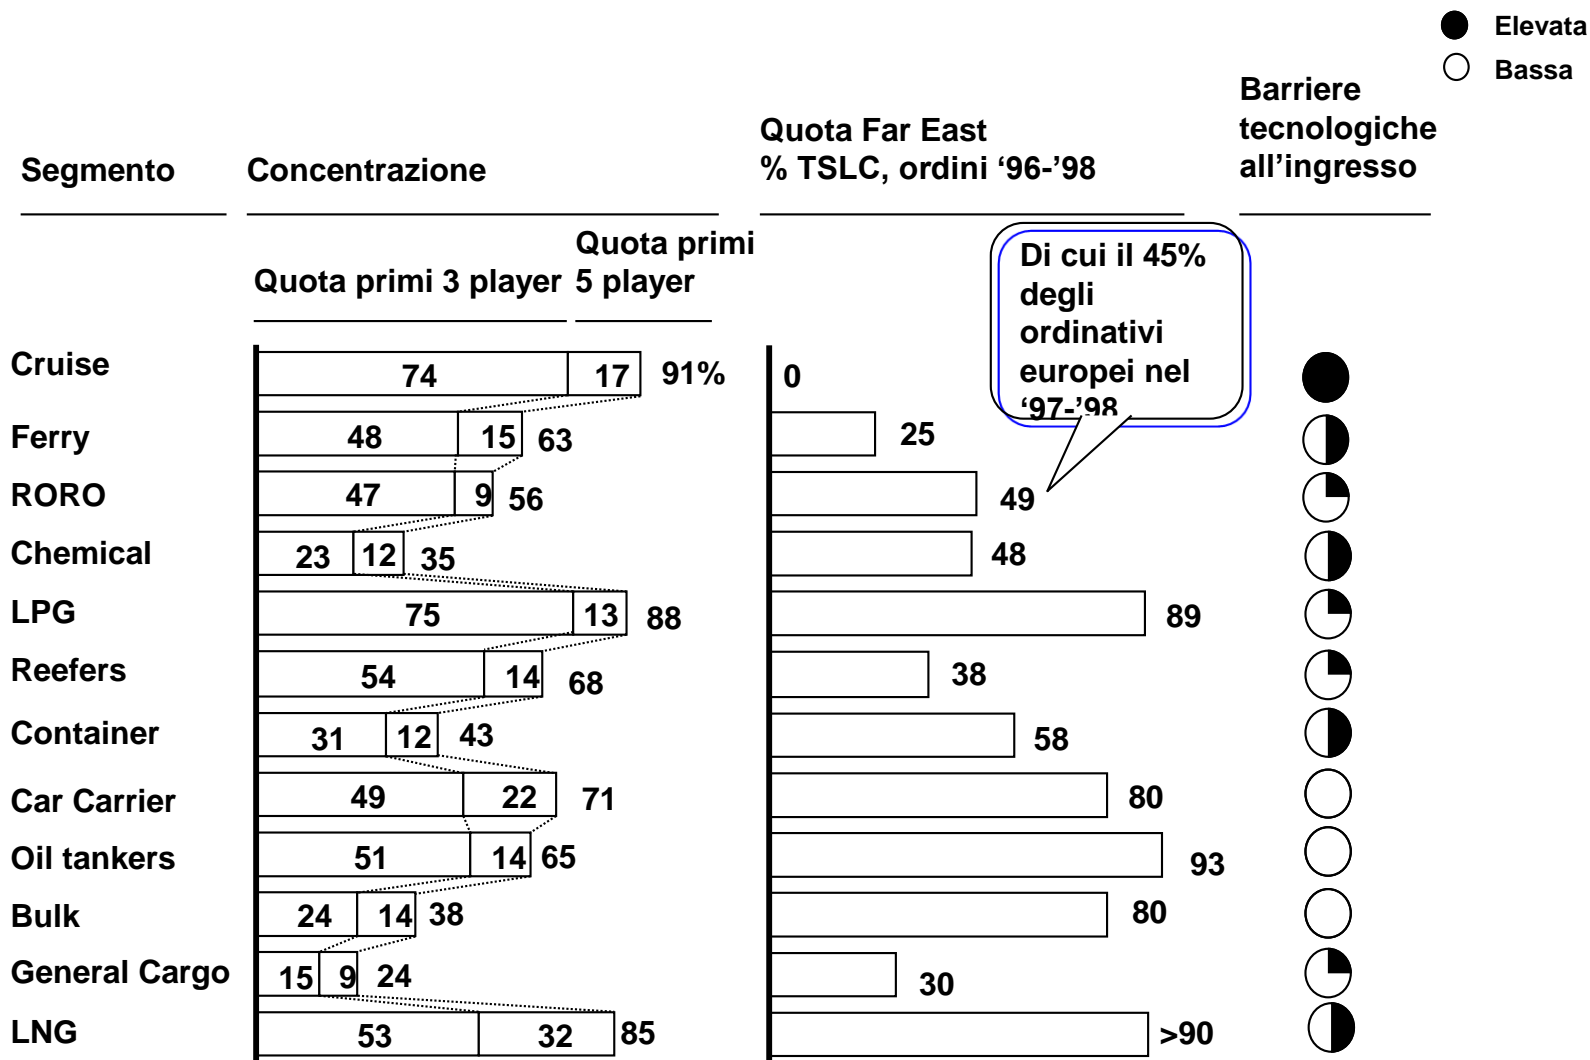 Elevata
Bassa
Segmento
Concentrazione
Quota Far East
% TSLC, ordini ‘96-’98
Barriere
tecnologiche
all’ingresso
Quota primi 3 player
Quota primi
5 player
Di cui il 45%
degli
ordinativi
europei nel
‘97-’98
Cruise 74 17 91% 0
Ferry 48 15 63 25
RORO 47 9 56 49
Chemical 23 12 35 48
LPG 75 13 88 89
Reefers 54 14 68 38
Container 31 12 43 58
Car Carrier 49 22 71 80
Oil tankers 51 14 65 93
Bulk 24 14 38 80
General Cargo 15 9 24 30
LNG 53 32 85 >90